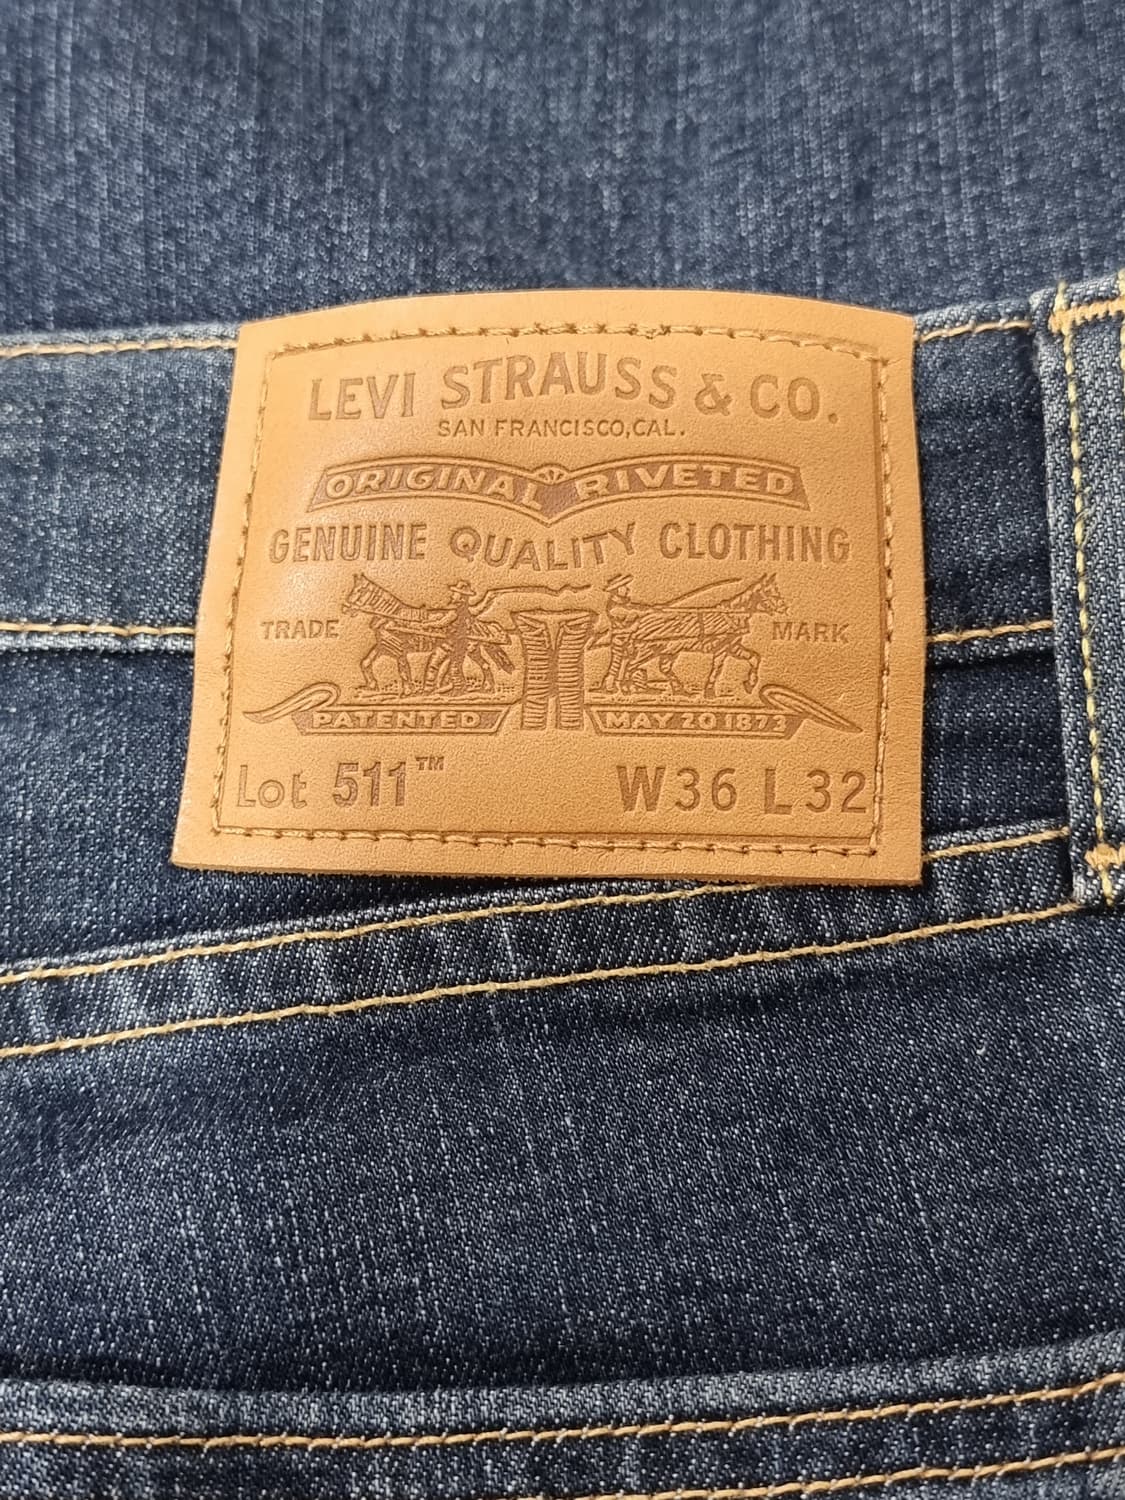 LEVI STRAUSS & CO.
SAN FRANCISCO, CAL.
ORIGINAL RIVETED
GENUINE QUALITY CLOTHING
TRADE MARK
PATENTED MAY 20 1873
Lot 511™ W36 L32